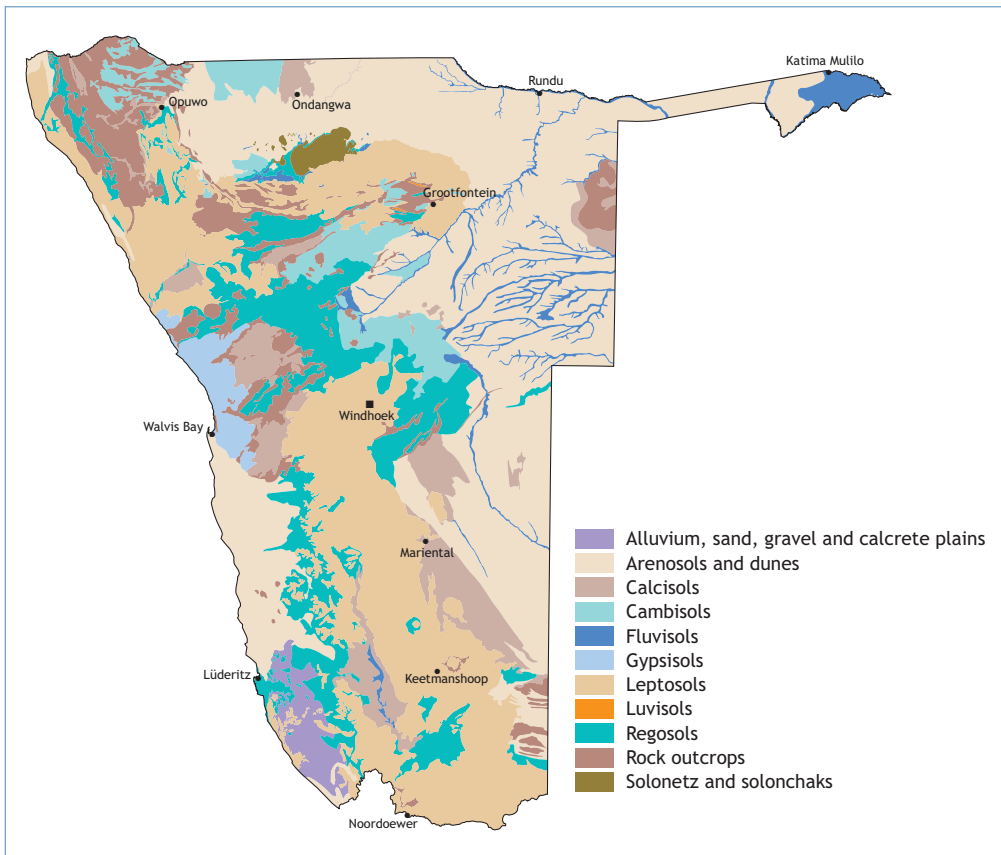 Katima Mulilo
Rundu
Opuwo
Ondangwa
Grootfontein
Windhoek
Walvis Bay
Mariental
Lüderitz
Keetmanshoop
Noordoewer
Alluvium, sand, gravel and calcrete plains
Arenosols and dunes
Calcisols
Cambisols
Fluvisols
Gypsisols
Leptosols
Luvisols
Regosols
Rock outcrops
Solonetz and solonchaks